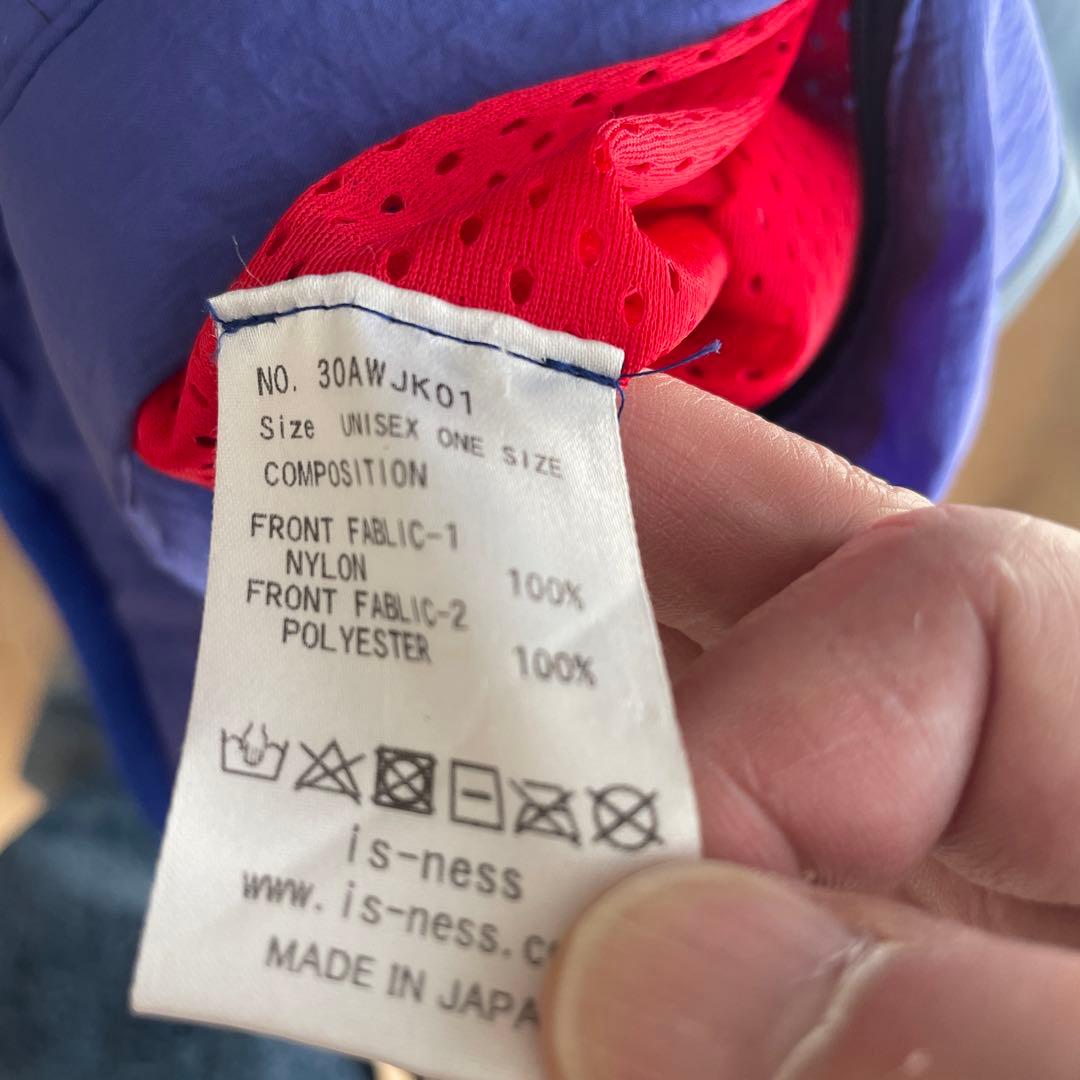 NO. 30AWJK01
Size UNISEX ONE SIZE
COMPOSITION
FRONT FABLIC-1
NYLON 100%
FRONT FABLIC-2
POLYESTER 100%
is-ness
www.is-ness.c
MADE IN JAPA